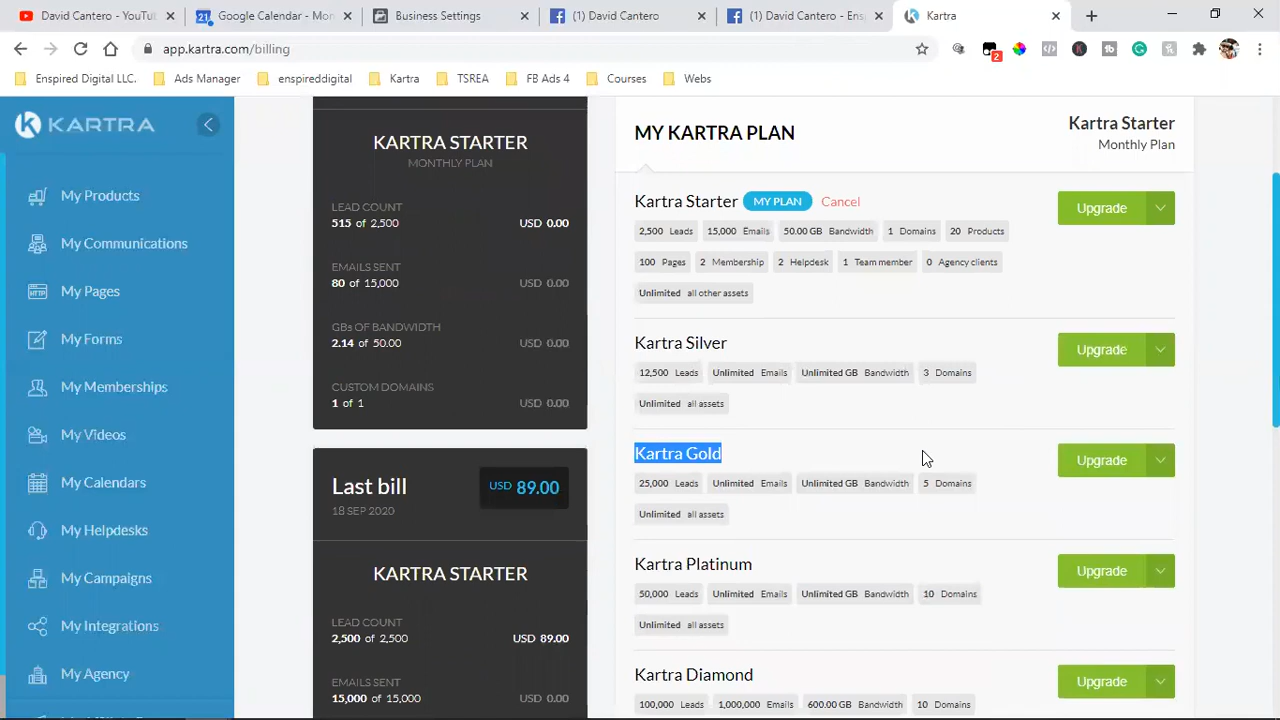 David Cantero - YouTu
Google Calendar - Mon
Business Settings
(1) David Cantero
(1) David Cantero - Ens
Kartra
app.kartra.com/billing
2
Enspired Digital LLC.
Ads Manager
enspireddigital
Kartra
TSREA
FB Ads 4
Courses
Webs
KARTRA
My Products
My Communications
My Pages
My Forms
My Memberships
My Videos
My Calendars
My Helpdesks
My Campaigns
My Integrations
My Agency
KARTRA STARTER
MONTHLY PLAN
LEAD COUNT
515 of 2,500 USD 0.00
EMAILS SENT
80 of 15,000 USD 0.00
GBs OF BANDWIDTH
2.14 of 50.00 USD 0.00
CUSTOM DOMAINS
1 of 1 USD 0.00
Last bill USD 89.00
18 SEP 2020
KARTRA STARTER
LEAD COUNT
2,500 of 2,500 USD 89.00
EMAILS SENT
15,000 of 15,000 USD 0.00
MY KARTRA PLAN
Kartra Starter
Monthly Plan
Kartra Starter MY PLAN Cancel Upgrade
2,500 Leads 15,000 Emails 50.00 GB Bandwidth 1 Domains 20 Products
100 Pages 2 Membership 2 Helpdesk 1 Team member 0 Agency clients
Unlimited all other assets
Kartra Silver Upgrade
12,500 Leads Unlimited Emails Unlimited GB Bandwidth 3 Domains
Unlimited all assets
Kartra Gold Upgrade
25,000 Leads Unlimited Emails Unlimited GB Bandwidth 5 Domains
Unlimited all assets
Kartra Platinum Upgrade
50,000 Leads Unlimited Emails Unlimited GB Bandwidth 10 Domains
Unlimited all assets
Kartra Diamond Upgrade
100,000 Leads 1,000,000 Emails 600.00 GB Bandwidth 10 Domains